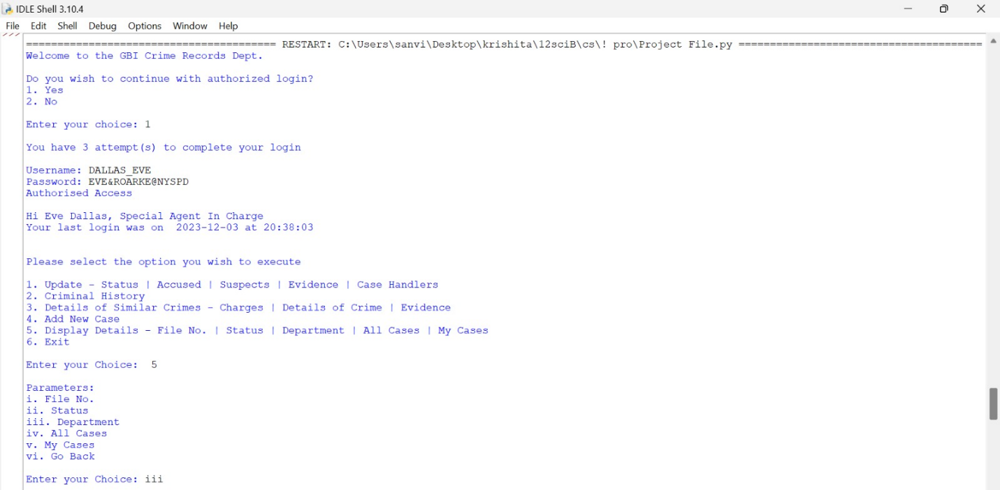 IDLE Shell 3.10.4
File Edit Shell Debug Options Window Help
======================================== RESTART: C:\Users\sanvi\Desktop\krishita\12sciB\cs\! pro\Project File.py =======================================
Welcome to the GBI Crime Records Dept.
Do you wish to continue with authorized login?
1. Yes
2. No
Enter your choice: 1
You have 3 attempt(s) to complete your login
Username: DALLAS_EVE
Password: EVE&ROARKE@NYSPD
Authorised Access
Hi Eve Dallas, Special Agent In Charge
Your last login was on  2023-12-03 at 20:38:03
Please select the option you wish to execute
1. Update - Status | Accused | Suspects | Evidence | Case Handlers
2. Criminal History
3. Details of Similar Crimes - Charges | Details of Crime | Evidence
4. Add New Case
5. Display Details - File No. | Status | Department | All Cases | My Cases
6. Exit
Enter your Choice:  5
Parameters:
i. File No.
ii. Status
iii. Department
iv. All Cases
v. My Cases
vi. Go Back
Enter your Choice: iii